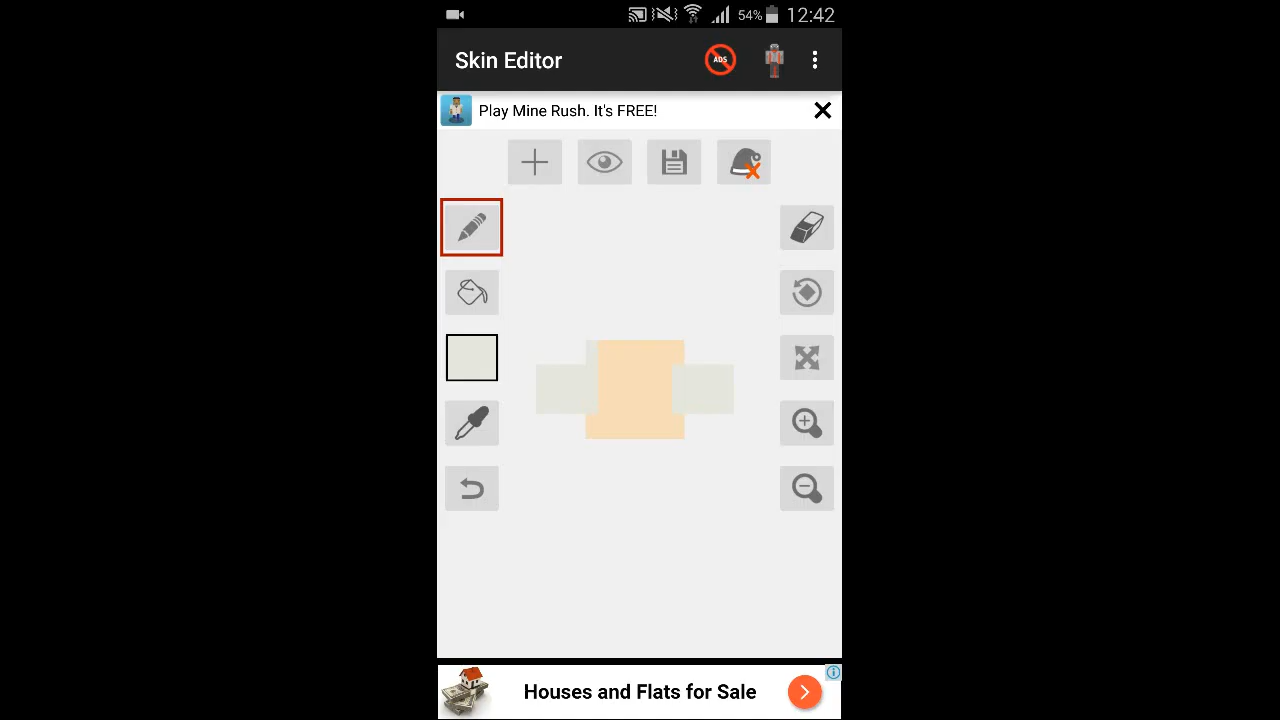 54% 12:42
Skin Editor
ADS
Play Mine Rush. It's FREE!
Houses and Flats for Sale